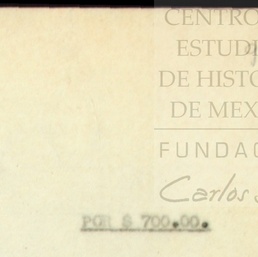 CENTRO
ESTUDI
DE HISTO
DE MEX
FUNDAC
Carlos S
POR $ 700.00.